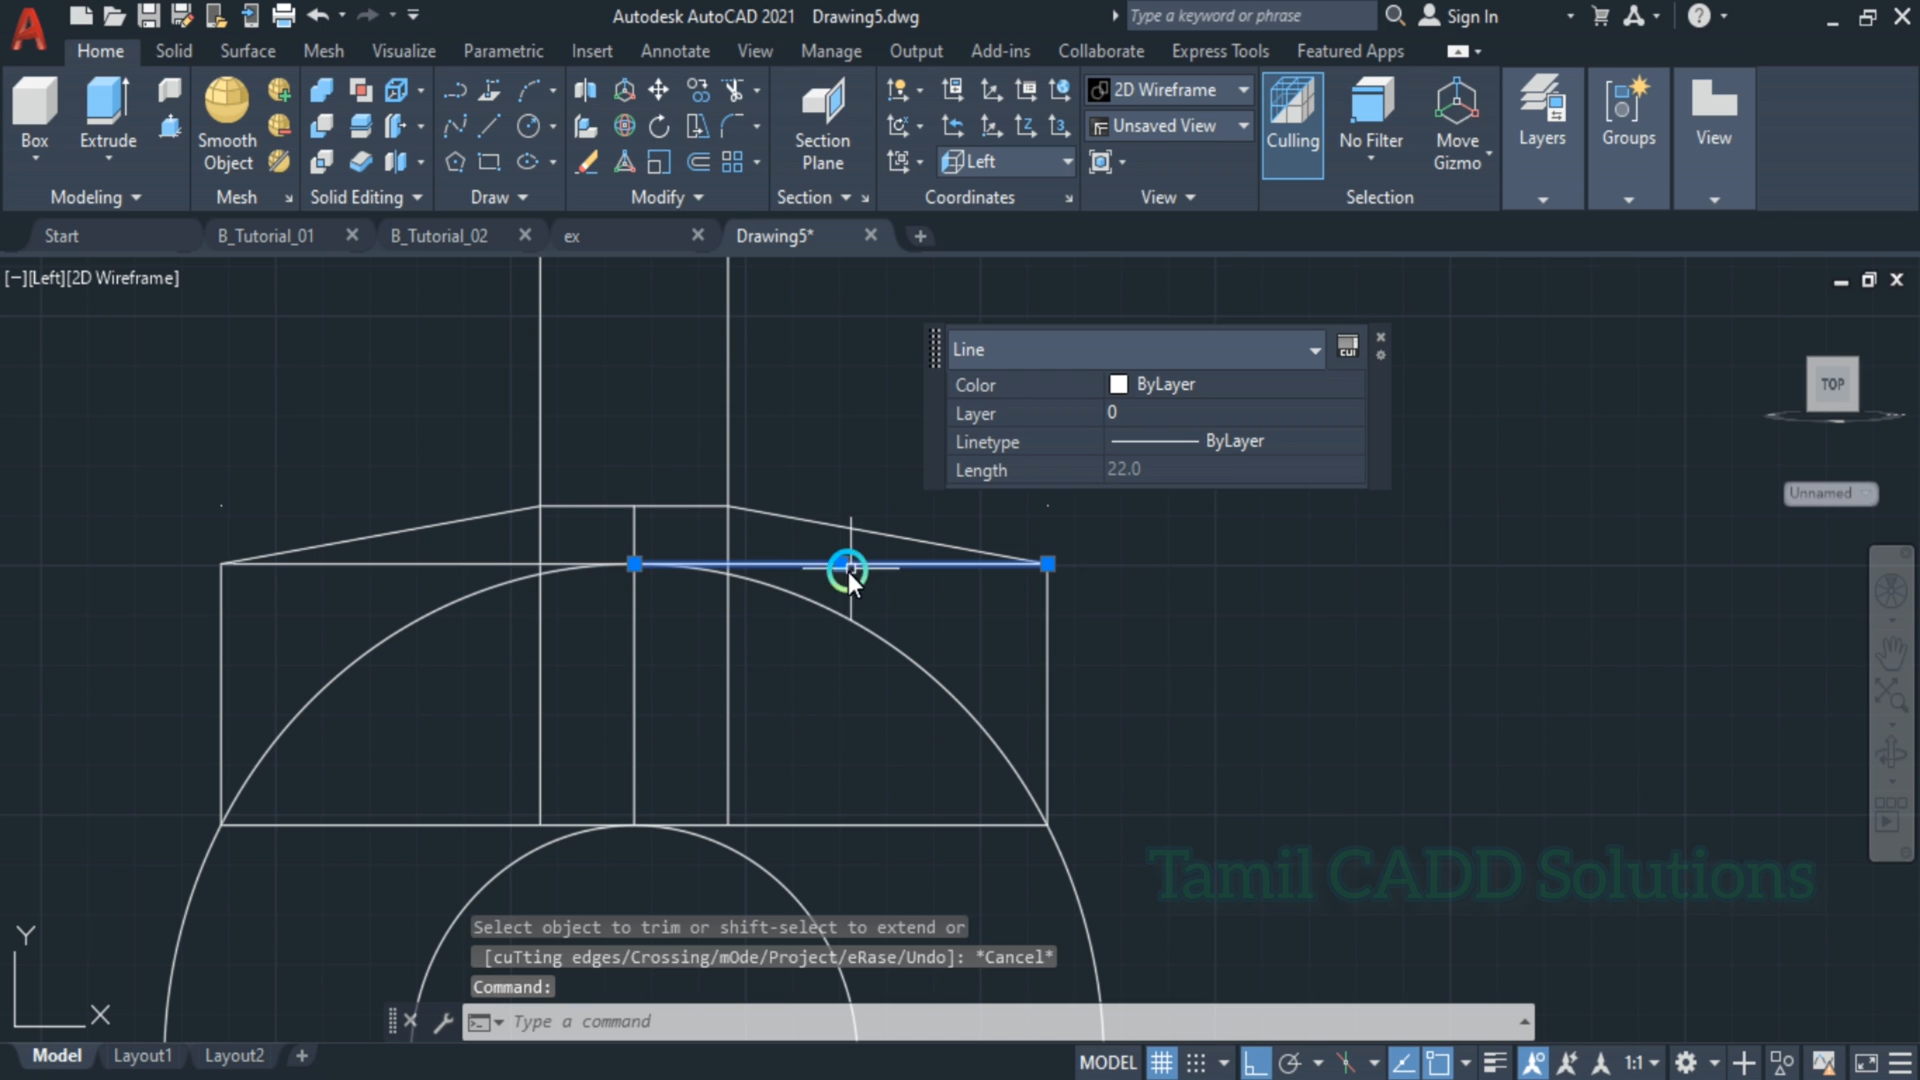 Autodesk AutoCAD 2021 Drawing5.dwg
Type a keyword or phrase
Sign In
Home Solid Surface Mesh Visualize Parametric Insert Annotate View Manage Output Add-ins Collaborate Express Tools Featured Apps
Box
Extrude
Smooth
Object
Section
Plane
Left
2D Wireframe
Unsaved View
Culling
No Filter
Move
Gizmo
Layers
Groups
View
Modeling Mesh Solid Editing Draw Modify Section Coordinates View Selection
Start B_Tutorial_01 B_Tutorial_02 ex Drawing5*
[−][Left][2D Wireframe]
Line
CUI
Color ByLayer
Layer 0
Linetype ByLayer
Length 22.0
TOP
Unnamed
Tamil CADD Solutions
Y
X
Select object to trim or shift-select to extend or
[cuTting edges/Crossing/mOde/Project/eRase/Undo]: *Cancel*
Command:
Type a command
Model Layout1 Layout2
MODEL
1:1